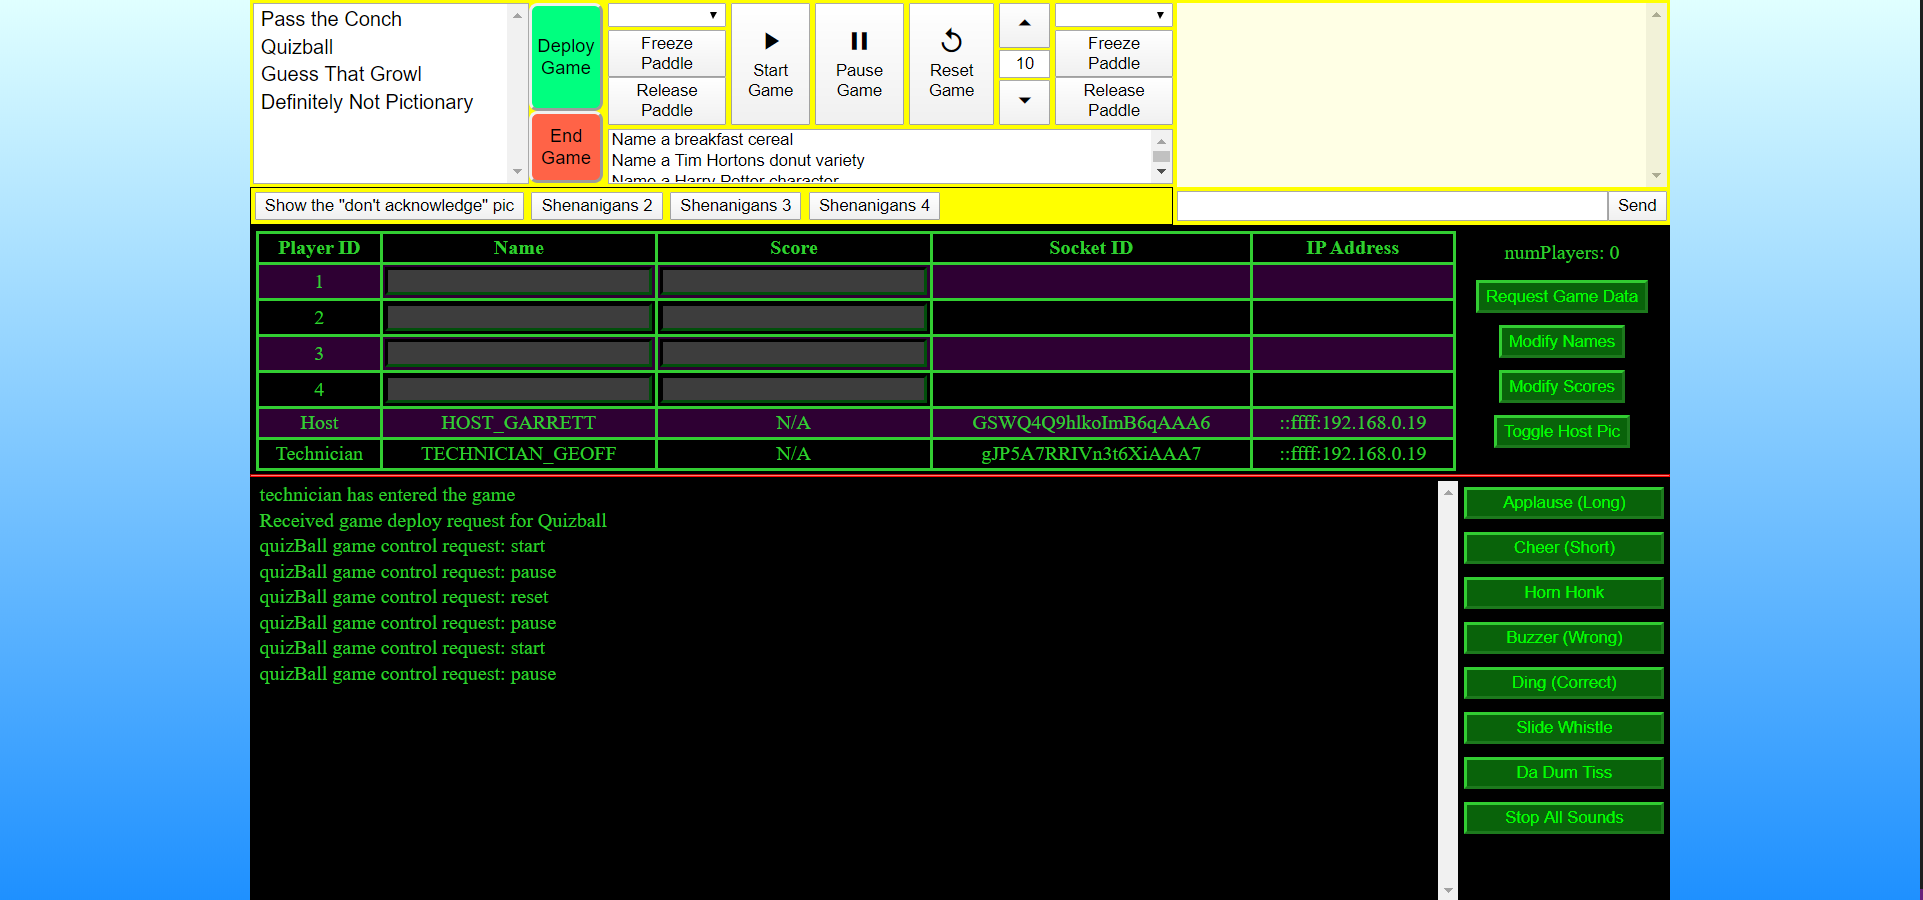 Pass the Conch
Quizball
Guess That Growl
Definitely Not Pictionary
Deploy
Game
End
Game
Freeze
Paddle
Release
Paddle
Start
Game
Pause
Game
Reset
Game
10
Freeze
Paddle
Release
Paddle
Name a breakfast cereal
Name a Tim Hortons donut variety
Name a Harry Potter character
Show the "don't acknowledge" pic
Shenanigans 2
Shenanigans 3
Shenanigans 4
Send
Player ID Name Score Socket ID IP Address
1
2
3
4
Host HOST_GARRETT N/A GSWQ4Q9hlkoImB6qAAA6 ::ffff:192.168.0.19
Technician TECHNICIAN_GEOFF N/A gJP5A7RRIVn3t6XiAAA7 ::ffff:192.168.0.19
numPlayers: 0
Request Game Data
Modify Names
Modify Scores
Toggle Host Pic
technician has entered the game
Received game deploy request for Quizball
quizBall game control request: start
quizBall game control request: pause
quizBall game control request: reset
quizBall game control request: pause
quizBall game control request: start
quizBall game control request: pause
Applause (Long)
Cheer (Short)
Horn Honk
Buzzer (Wrong)
Ding (Correct)
Slide Whistle
Da Dum Tiss
Stop All Sounds